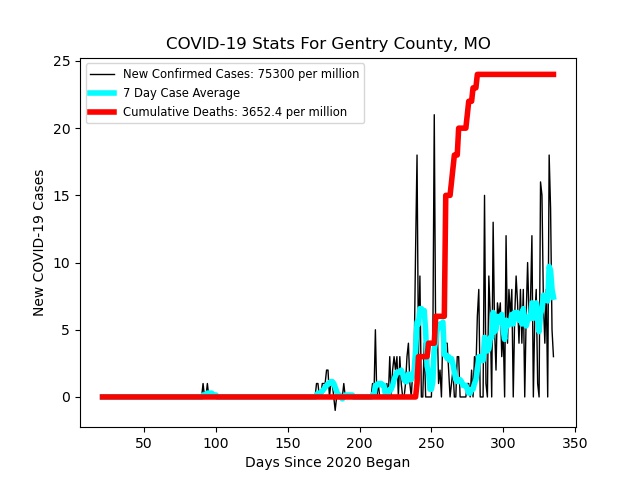 COVID-19 Stats For Gentry County, MO
New Confirmed Cases: 75300 per million
7 Day Case Average
Cumulative Deaths: 3652.4 per million
New COVID-19 Cases
25
20
15
10
5
0
50
100
150
200
250
300
350
Days Since 2020 Began